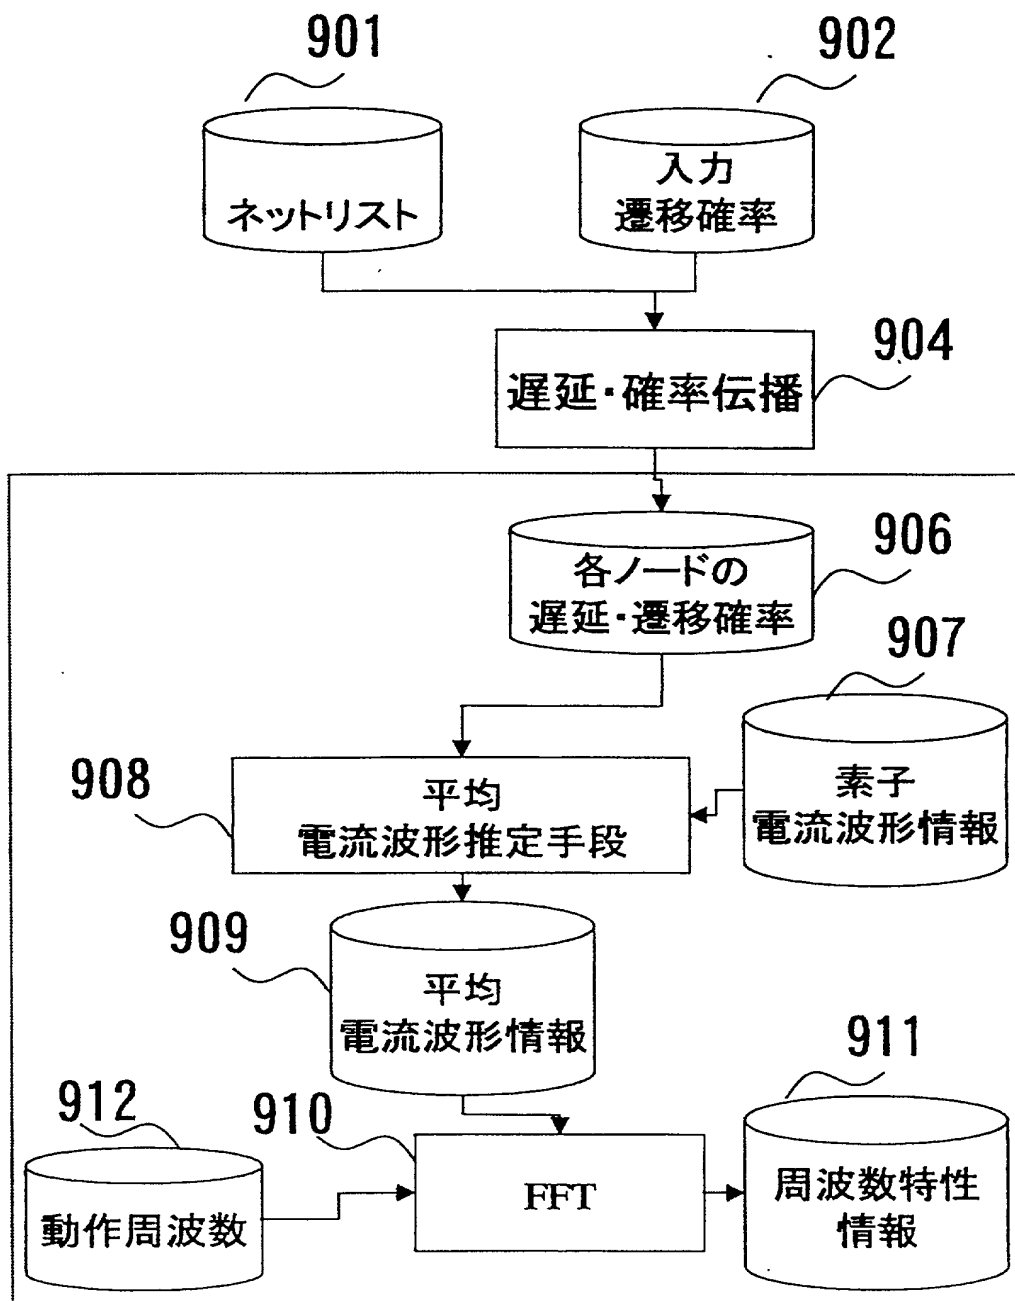 901
902
ネットリスト
入力
遷移確率
904
遅延・確率伝播
906
各ノードの
遅延・遷移確率
907
素子
電流波形情報
908
平均
電流波形推定手段
909
平均
電流波形情報
911
912
910
動作周波数
FFT
周波数特性
情報